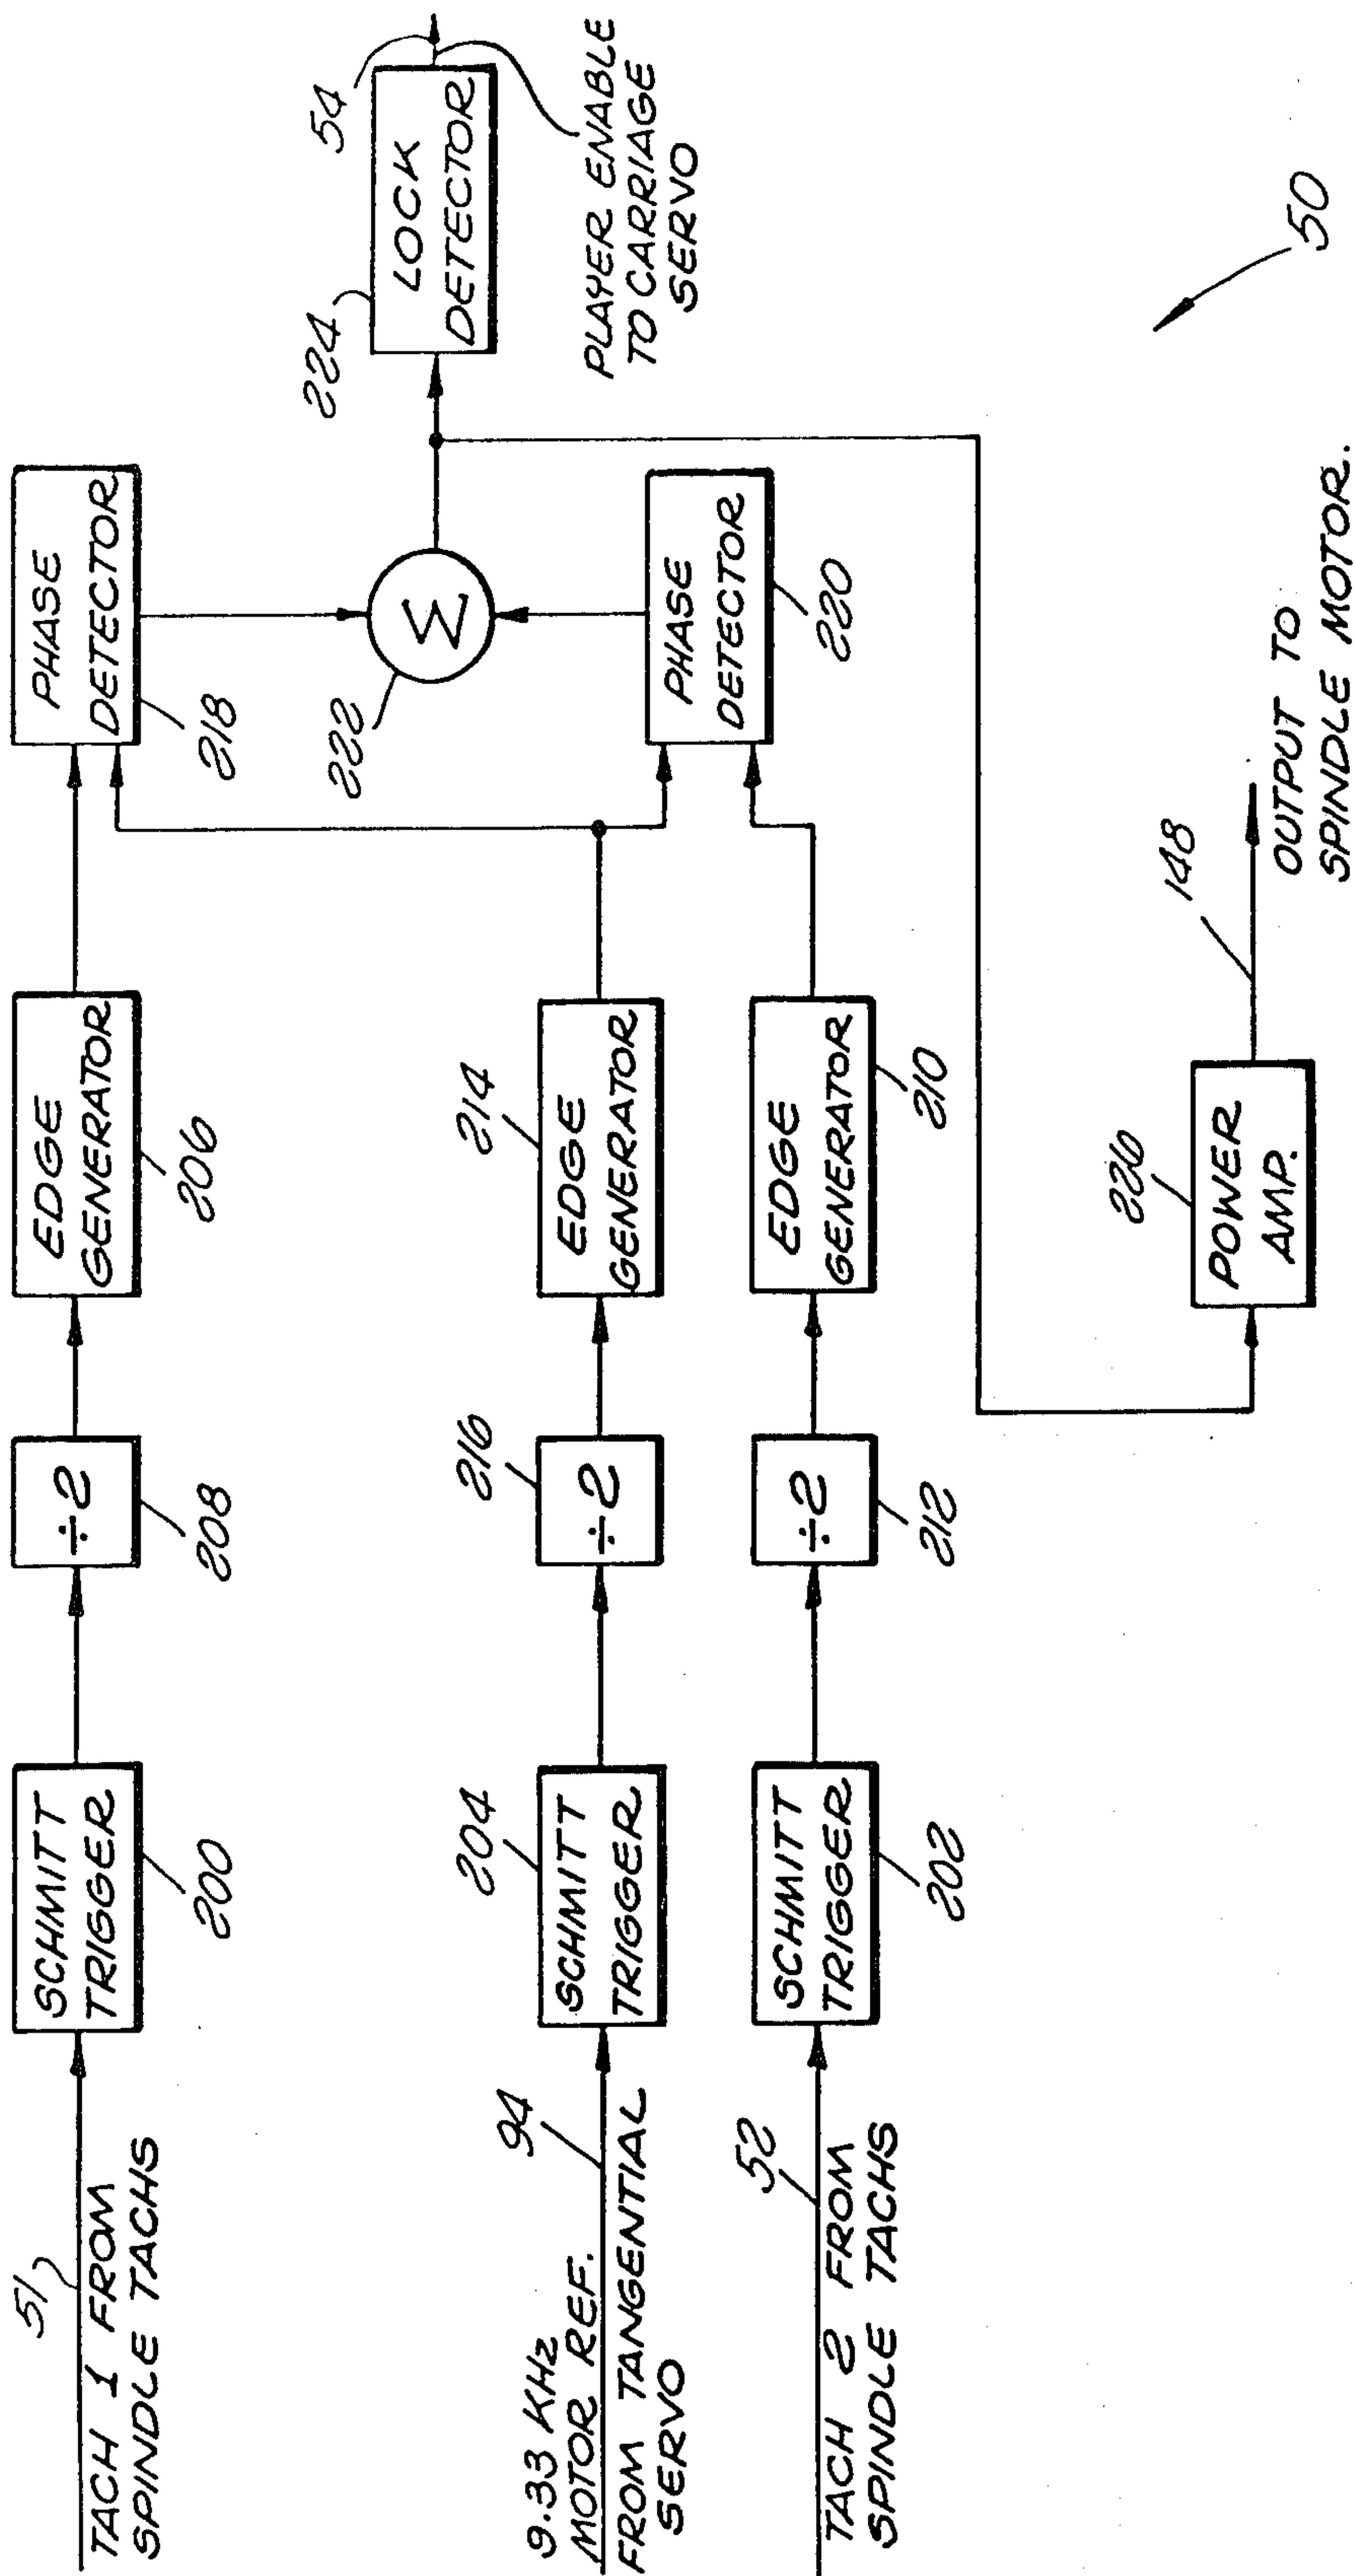 51
TACH 1 FROM
SPINDLE TACHS
SCHMITT
TRIGGER
200
÷2
208
EDGE
GENERATOR
206
PHASE
DETECTOR
218
9.33 KHz
MOTOR REF.
FROM TANGENTIAL
SERVO
94
SCHMITT
TRIGGER
204
÷2
216
EDGE
GENERATOR
214
Σ
222
LOCK
DETECTOR
224
54
PLAYER ENABLE
TO CARRIAGE
SERVO
52
TACH 2 FROM
SPINDLE TACHS
SCHMITT
TRIGGER
202
÷2
212
EDGE
GENERATOR
210
PHASE
DETECTOR
220
POWER
AMP.
226
148
OUTPUT TO
SPINDLE MOTOR.
50